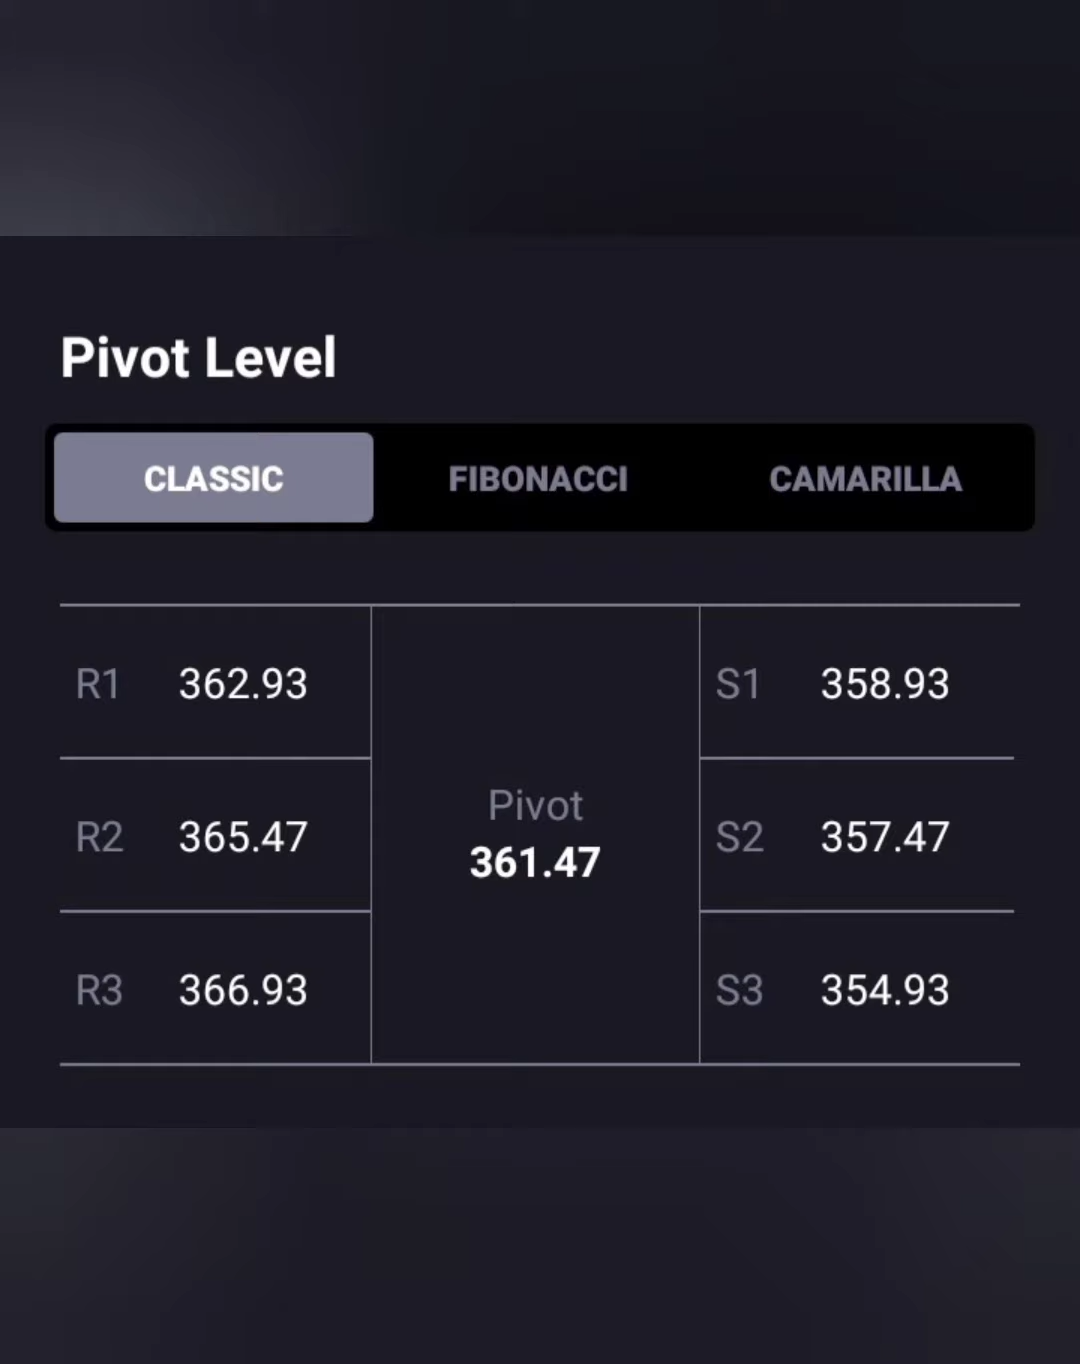 Pivot Level
CLASSIC FIBONACCI CAMARILLA
R1 362.93
R2 365.47
R3 366.93
Pivot
361.47
S1 358.93
S2 357.47
S3 354.93